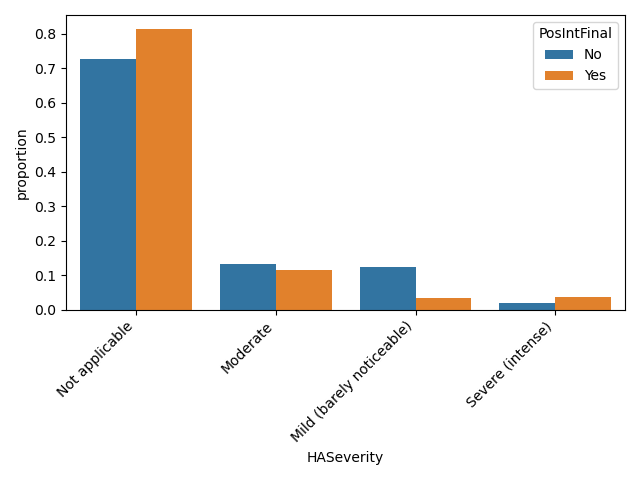 PosIntFinal
No
Yes
proportion
0.8
0.7
0.6
0.5
0.4
0.3
0.2
0.1
0.0
Not applicable
Moderate
Mild (barely noticeable)
Severe (intense)
HASeverity